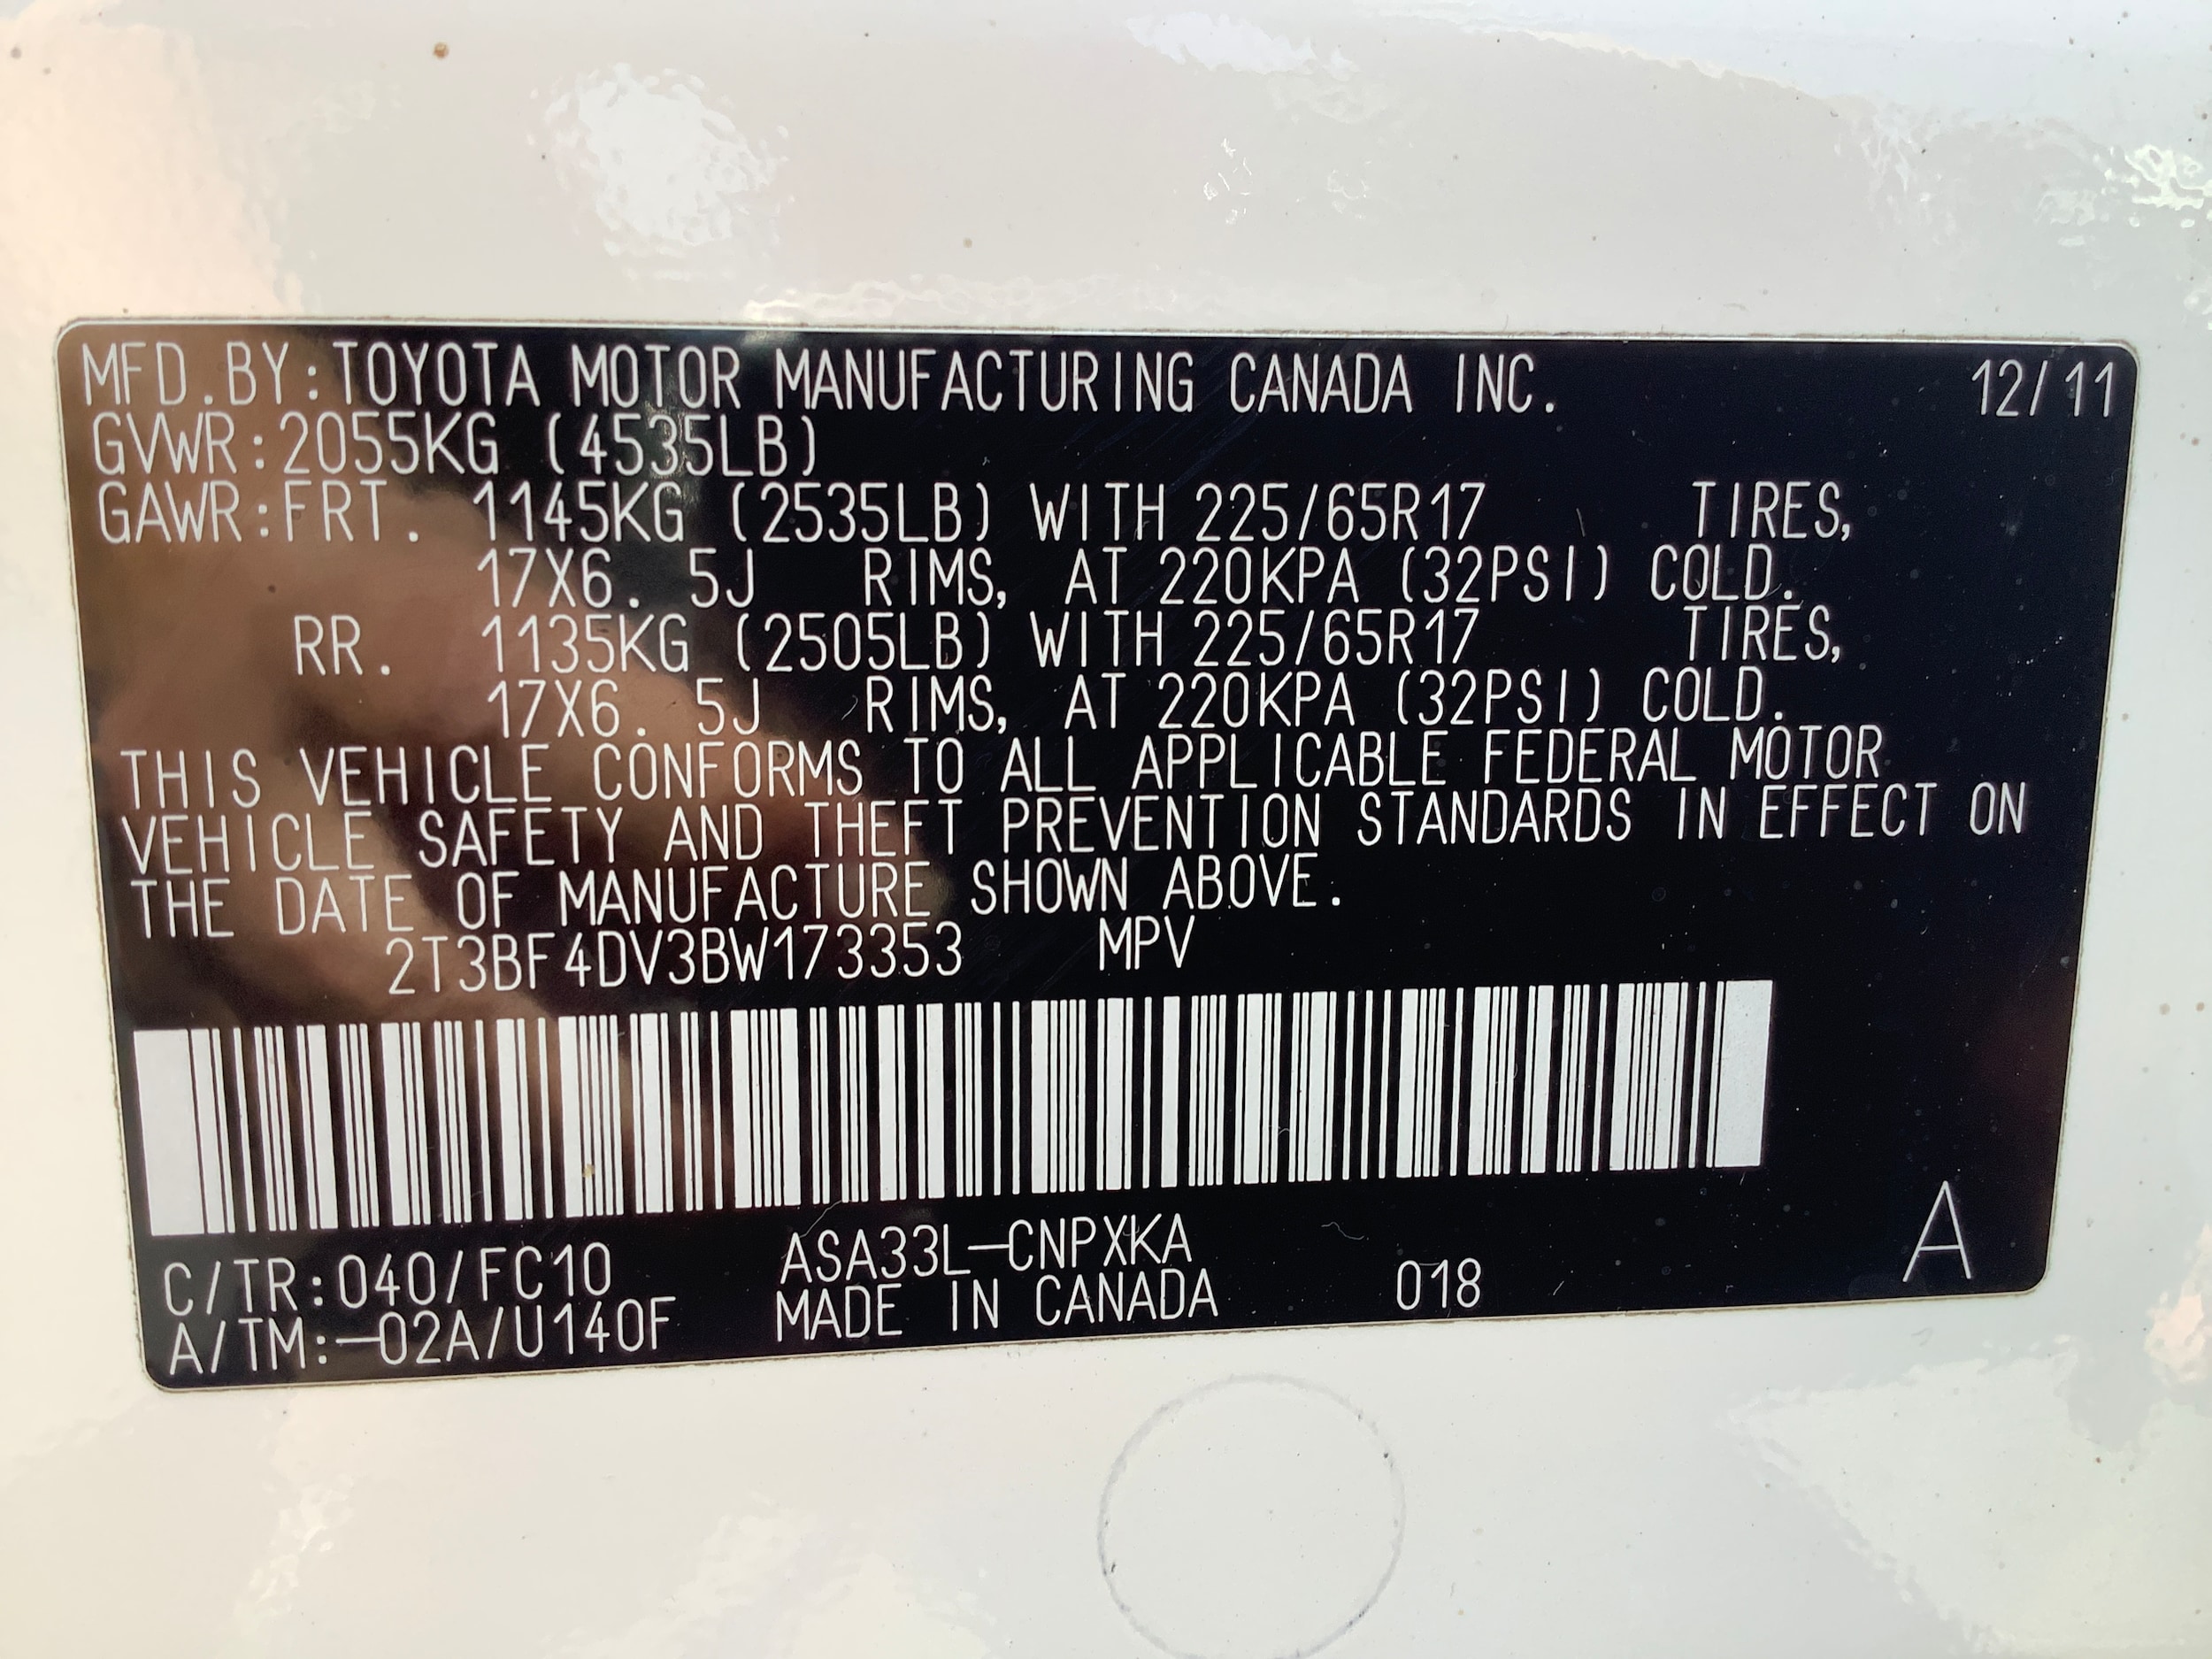 MFD.BY:TOYOTA MOTOR MANUFACTURING CANADA INC. 12/11
GVWR:2055KG (4535LB)
GAWR:FRT. 1145KG (2535LB) WITH 225/65R17 TIRES,
17X6. 5J RIMS, AT 220KPA (32PSI) COLD.
RR. 1135KG (2505LB) WITH 225/65R17 TIRES,
17X6. 5J RIMS, AT 220KPA (32PSI) COLD.
THIS VEHICLE CONFORMS TO ALL APPLICABLE FEDERAL MOTOR
VEHICLE SAFETY AND THEFT PREVENTION STANDARDS IN EFFECT ON
THE DATE OF MANUFACTURE SHOWN ABOVE.
2T3BF4DV3BW173353 MPV
C/TR:040/FC10 ASA33L-CNPXKA A
A/TM:-02A/U140F MADE IN CANADA 018